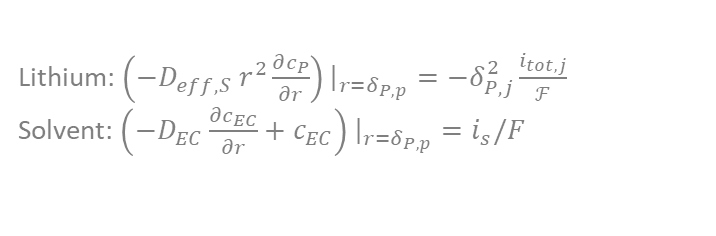 Lithium: (−D_{eff,S} r² ∂c_P/∂r)|_{r=δ_{P,p}} = −δ²_{P,j} i_{tot,j}/ℱ
Solvent: (−D_{EC} ∂c_{EC}/∂r + c_{EC})|_{r=δ_{P,p}} = i_s/F